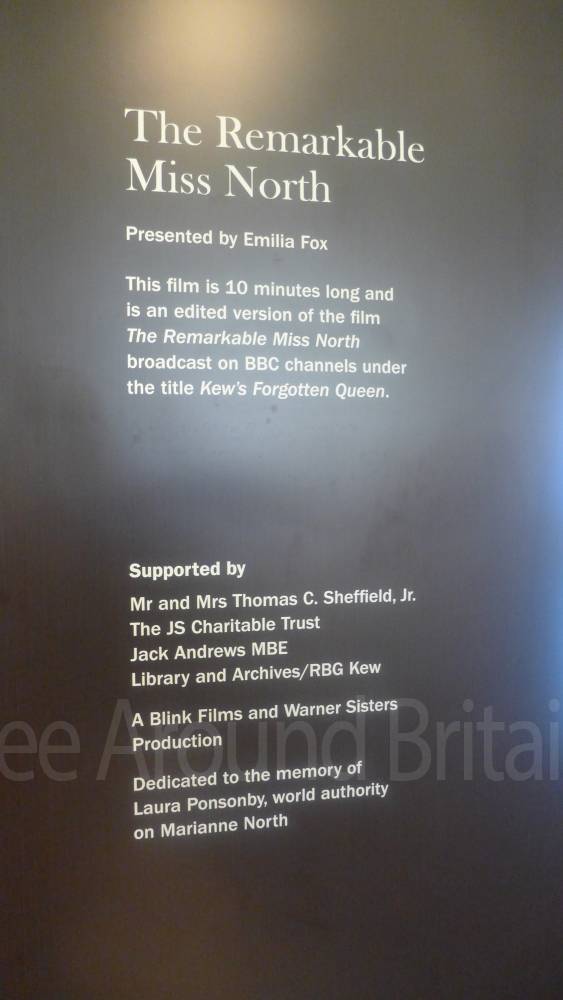 The Remarkable
Miss North
Presented by Emilia Fox
This film is 10 minutes long and
is an edited version of the film
The Remarkable Miss North
broadcast on BBC channels under
the title Kew's Forgotten Queen.
Supported by
Mr and Mrs Thomas C. Sheffield, Jr.
The JS Charitable Trust
Jack Andrews MBE
Library and Archives/RBG Kew
A Blink Films and Warner Sisters
Production
Dedicated to the memory of
Laura Ponsonby, world authority
on Marianne North
ee Around Britai